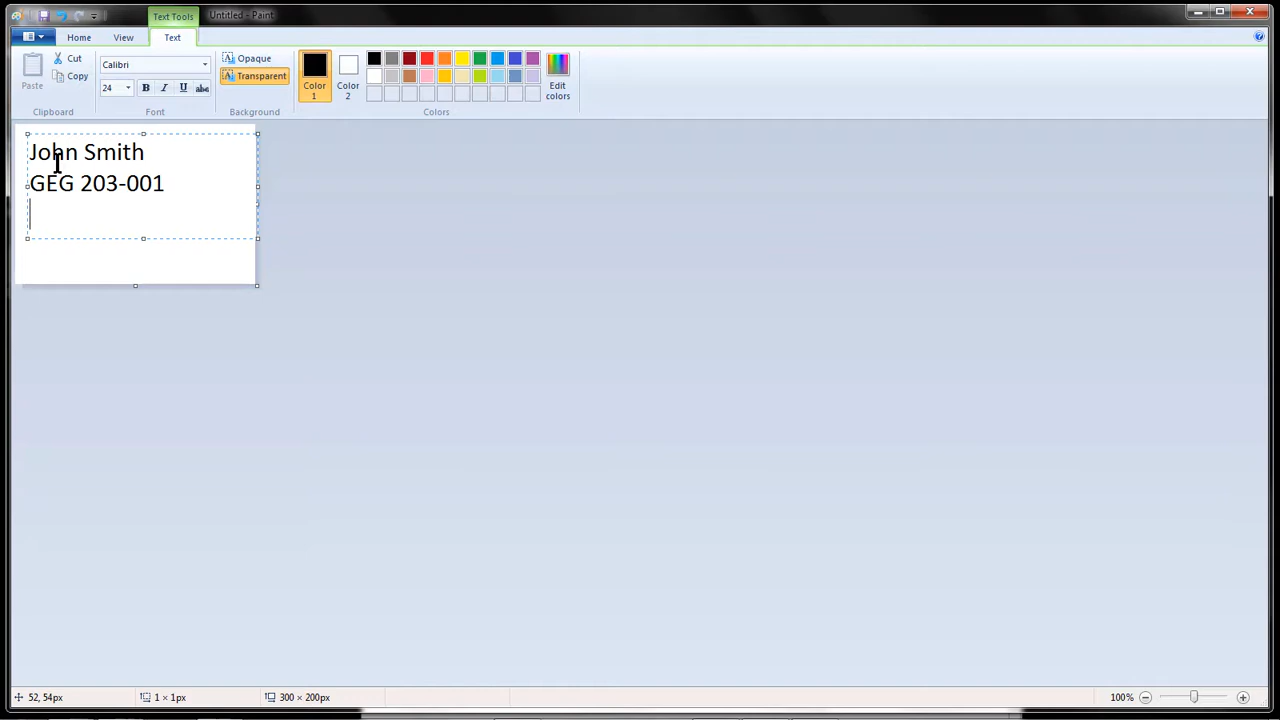 Text Tools
Untitled - Paint
Home
View
Text
Paste
Cut
Copy
Clipboard
Calibri
24
B I U abc
Font
Opaque
Transparent
Background
Color 1
Color 2
Edit colors
Colors
John Smith
GEG 203-001
52, 54px
1 × 1px
300 × 200px
100%